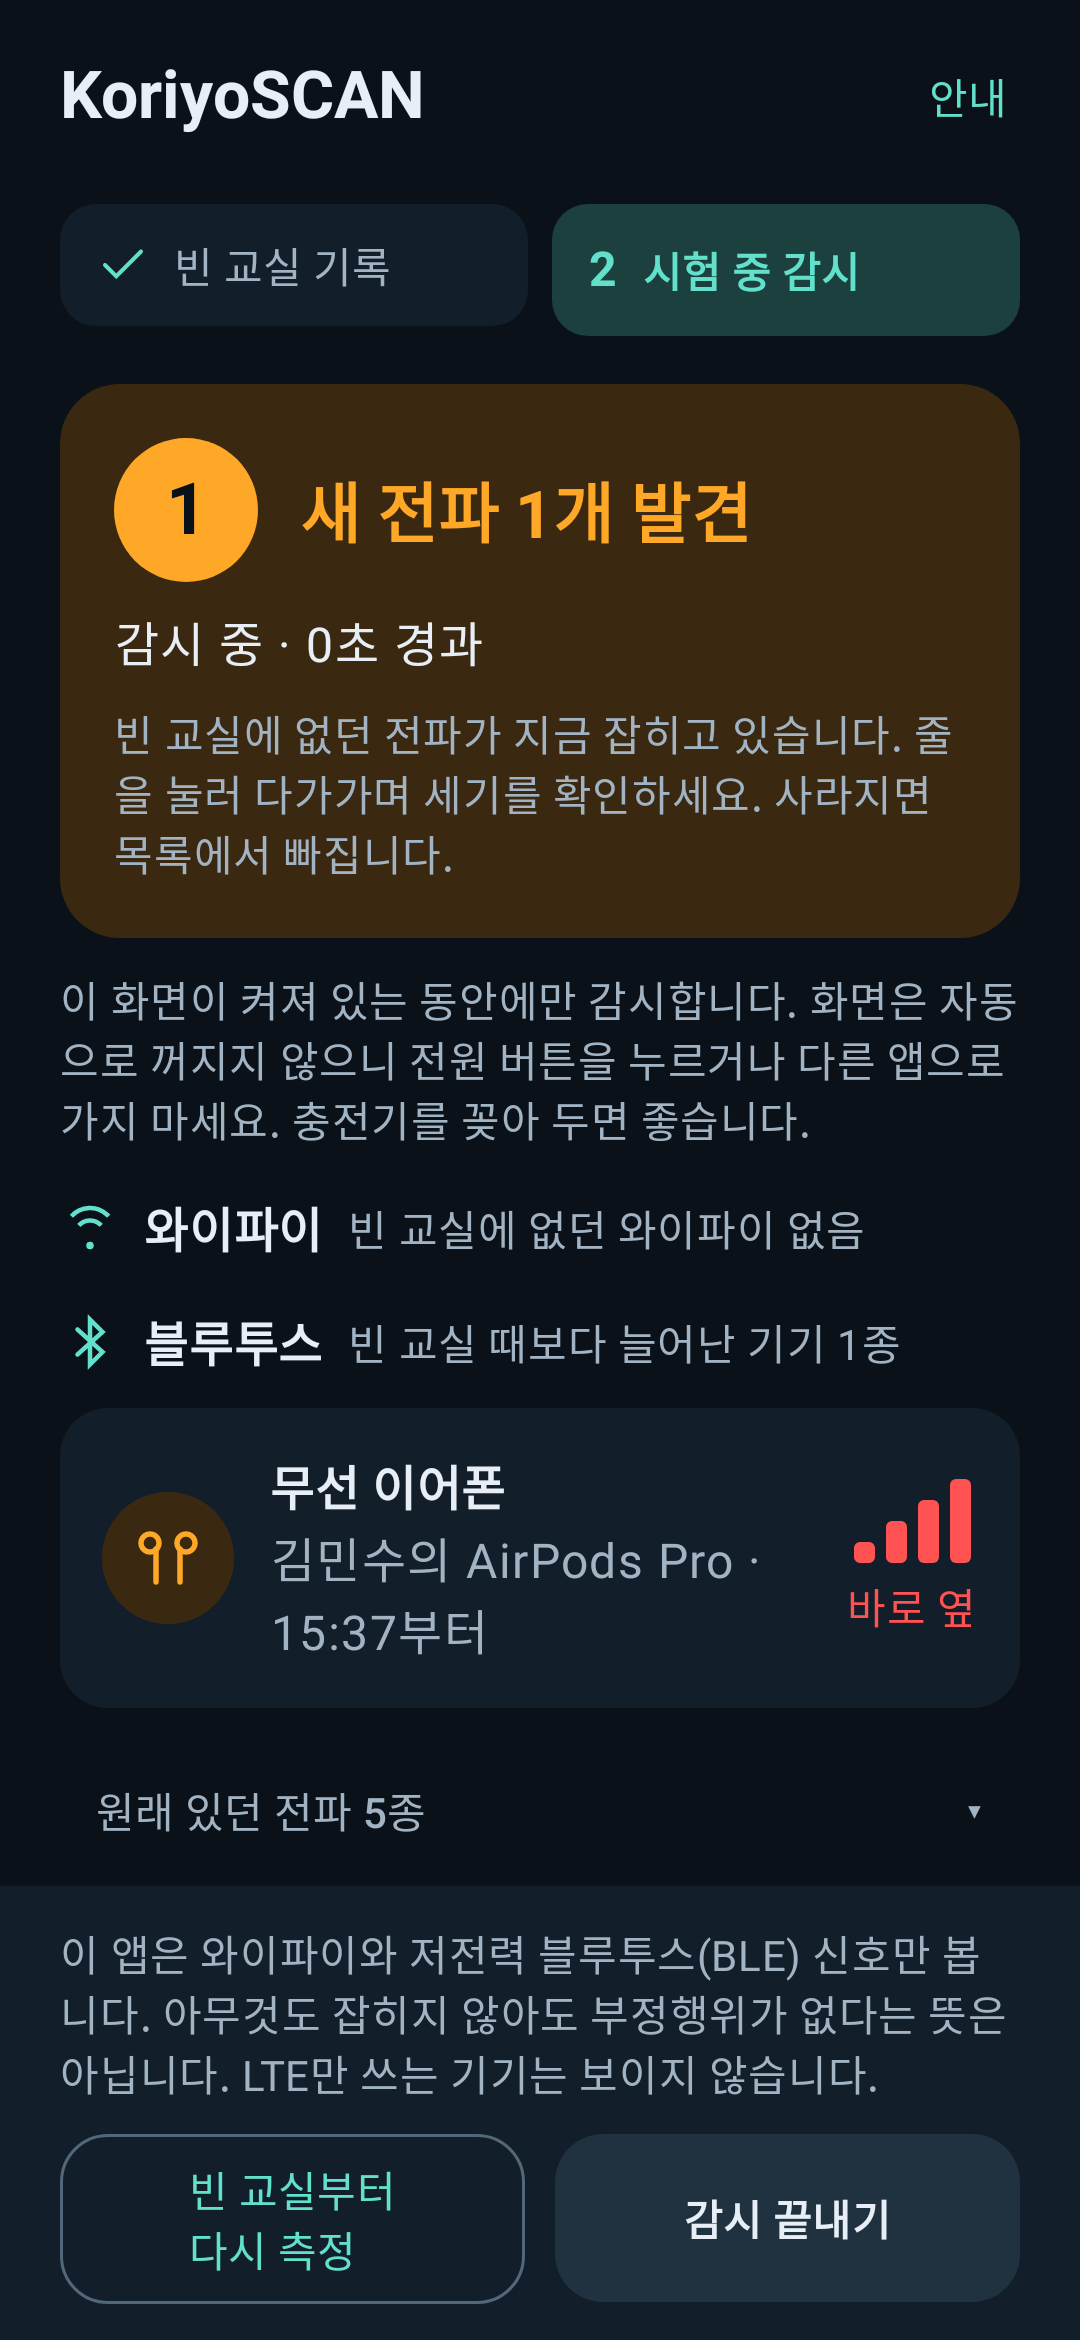 KoriyoSCAN
안내
빈 교실 기록
2 시험 중 감시
1 새 전파 1개 발견
감시 중 · 0초 경과
빈 교실에 없던 전파가 지금 잡히고 있습니다. 줄
을 눌러 다가가며 세기를 확인하세요. 사라지면
목록에서 빠집니다.
이 화면이 켜져 있는 동안에만 감시합니다. 화면은 자동
으로 꺼지지 않으니 전원 버튼을 누르거나 다른 앱으로
가지 마세요. 충전기를 꽂아 두면 좋습니다.
와이파이 빈 교실에 없던 와이파이 없음
블루투스 빈 교실 때보다 늘어난 기기 1종
무선 이어폰
김민수의 AirPods Pro ·
15:37부터
바로 옆
원래 있던 전파 5종
이 앱은 와이파이와 저전력 블루투스(BLE) 신호만 봅
니다. 아무것도 잡히지 않아도 부정행위가 없다는 뜻은
아닙니다. LTE만 쓰는 기기는 보이지 않습니다.
빈 교실부터
다시 측정
감시 끝내기